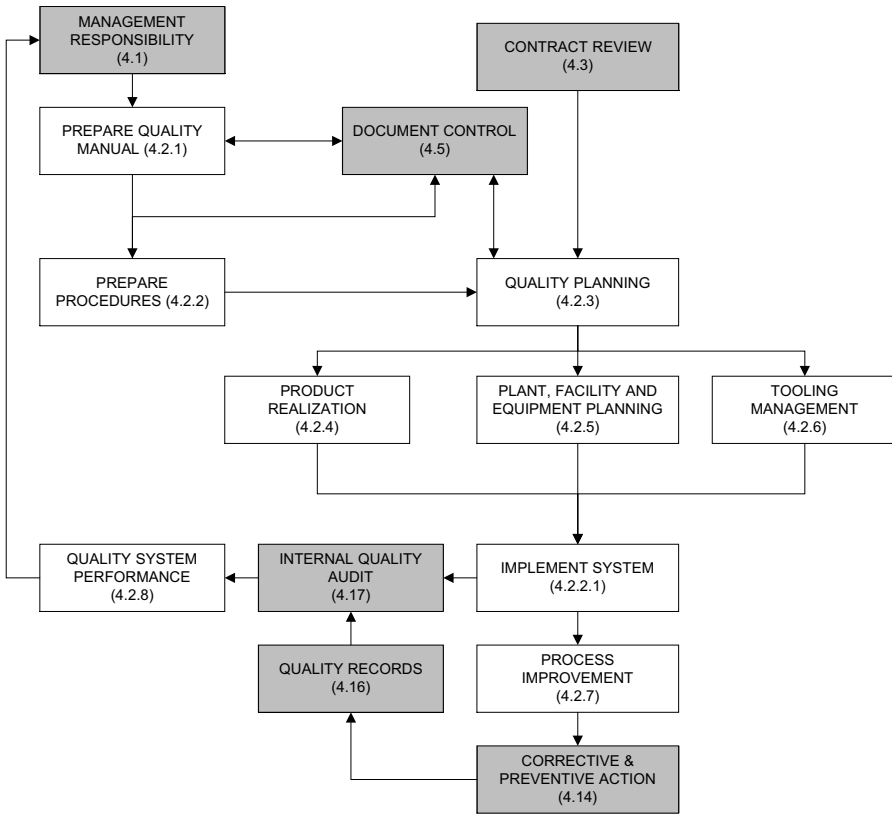 MANAGEMENT
RESPONSIBILITY
(4.1)
CONTRACT REVIEW
(4.3)
PREPARE QUALITY
MANUAL (4.2.1)
DOCUMENT CONTROL
(4.5)
PREPARE
PROCEDURES (4.2.2)
QUALITY PLANNING
(4.2.3)
PRODUCT
REALIZATION
(4.2.4)
PLANT, FACILITY AND
EQUIPMENT PLANNING
(4.2.5)
TOOLING
MANAGEMENT
(4.2.6)
QUALITY SYSTEM
PERFORMANCE
(4.2.8)
INTERNAL QUALITY
AUDIT
(4.17)
IMPLEMENT SYSTEM
(4.2.2.1)
QUALITY RECORDS
(4.16)
PROCESS
IMPROVEMENT
(4.2.7)
CORRECTIVE &
PREVENTIVE ACTION
(4.14)